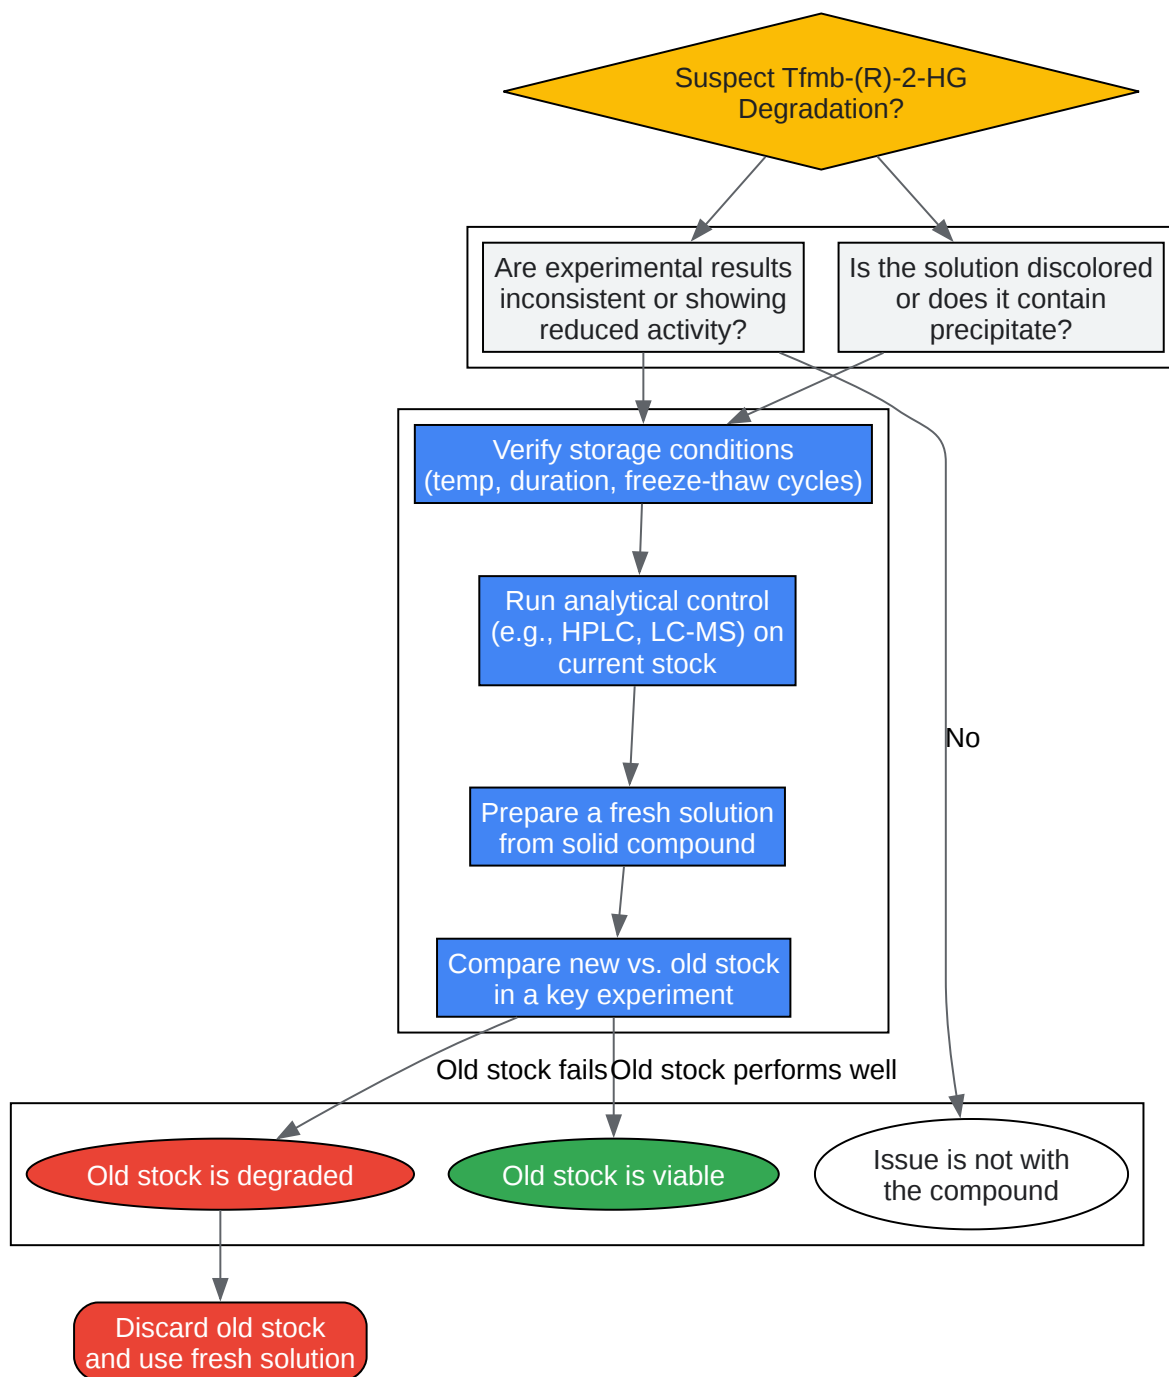 Suspect Tfmb-(R)-2-HG
Degradation?
Are experimental results
inconsistent or showing
reduced activity?
Is the solution discolored
or does it contain
precipitate?
Verify storage conditions
(temp, duration, freeze-thaw cycles)
Run analytical control
(e.g., HPLC, LC-MS) on
current stock
No
Prepare a fresh solution
from solid compound
Compare new vs. old stock
in a key experiment
Old stock fails
Old stock performs well
Old stock is degraded
Old stock is viable
Issue is not with
the compound
Discard old stock
and use fresh solution